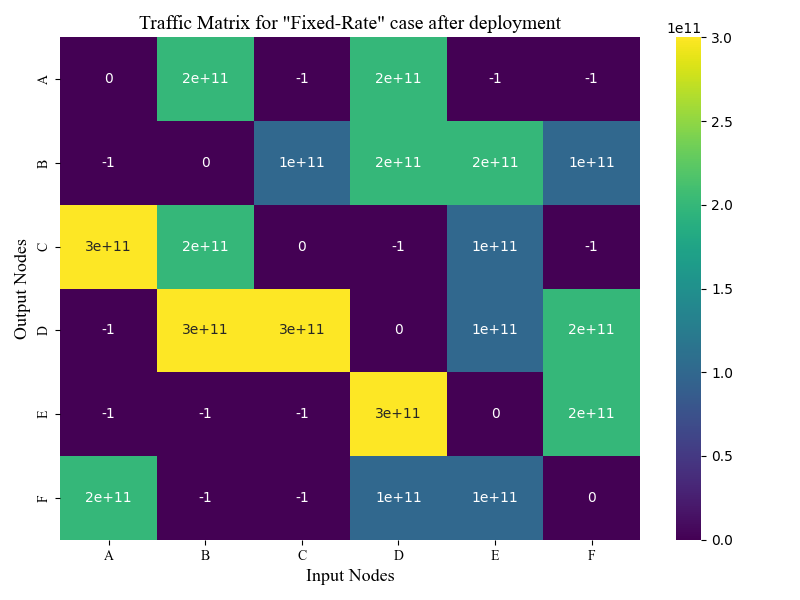 Traffic Matrix for "Fixed-Rate" case after deployment
1e11
A 0 2e+11 -1 2e+11 -1 -1
B -1 0 1e+11 2e+11 2e+11 1e+11
C 3e+11 2e+11 0 -1 1e+11 -1
D -1 3e+11 3e+11 0 1e+11 2e+11
E -1 -1 -1 3e+11 0 2e+11
F 2e+11 -1 -1 1e+11 1e+11 0
A B C D E F
Input Nodes
Output Nodes
3.0
2.5
2.0
1.5
1.0
0.5
0.0